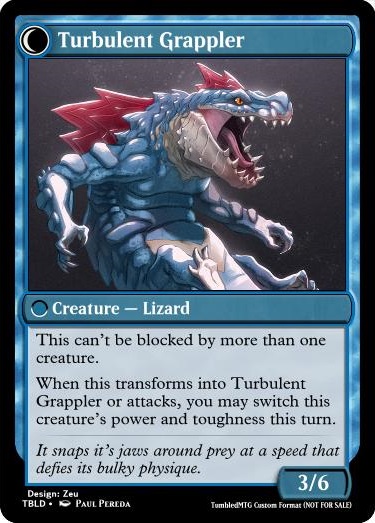 Turbulent Grappler
Creature — Lizard
This can't be blocked by more than one
creature.
When this transforms into Turbulent
Grappler or attacks, you may switch this
creature's power and toughness this turn.
It snaps it's jaws around prey at a speed that
defies its bulky physique.
3/6
Design: Zeu
TBLD • Paul Pereda
TumbledMTG Custom Format (NOT FOR SALE)